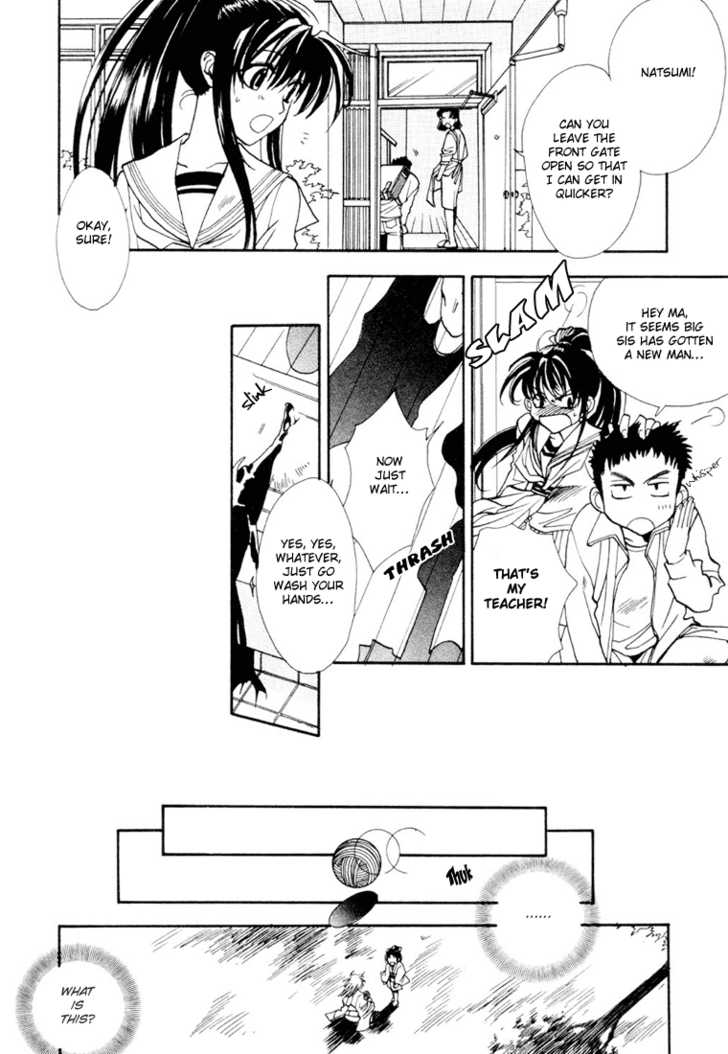 NATSUMI!
CAN YOU
LEAVE THE
FRONT GATE
OPEN SO THAT
I CAN GET IN
QUICKER?
OKAY,
SURE!
HEY MA,
IT SEEMS BIG
SIS HAS GOTTEN
A NEW MAN...
SLAM
whisper
THAT'S
MY
TEACHER!
NOW
JUST
WAIT...
THRASH
slink
YES, YES,
WHATEVER,
JUST GO
WASH YOUR
HANDS...
Thuk
......
WHAT
IS
THIS?